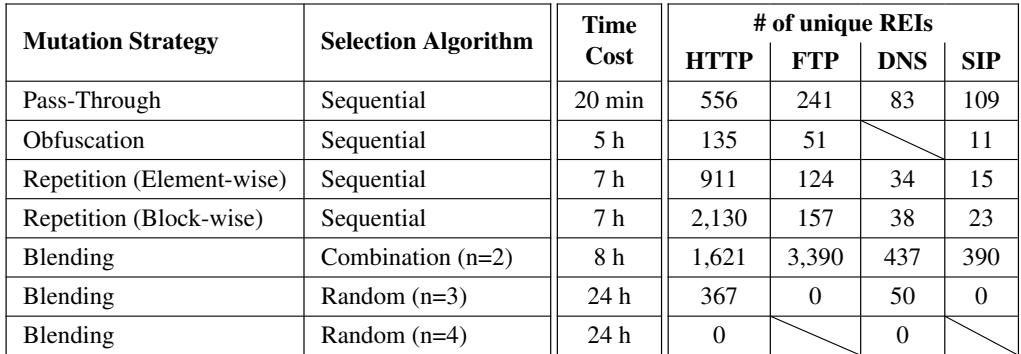 Mutation Strategy Selection Algorithm Time Cost # of unique REIs
HTTP FTP DNS SIP
Pass-Through Sequential 20 min 556 241 83 109
Obfuscation Sequential 5 h 135 51 11
Repetition (Element-wise) Sequential 7 h 911 124 34 15
Repetition (Block-wise) Sequential 7 h 2,130 157 38 23
Blending Combination (n=2) 8 h 1,621 3,390 437 390
Blending Random (n=3) 24 h 367 0 50 0
Blending Random (n=4) 24 h 0 0